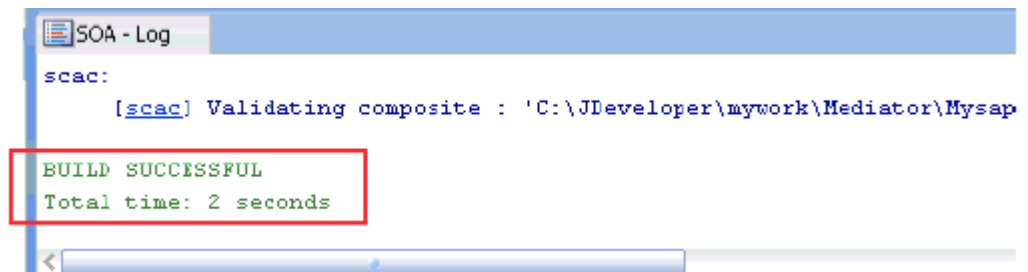 SOA - Log
scac:
[scac] Validating composite : 'C:\JDeveloper\mywork\Mediator\Mysap
BUILD SUCCESSFUL
Total time: 2 seconds